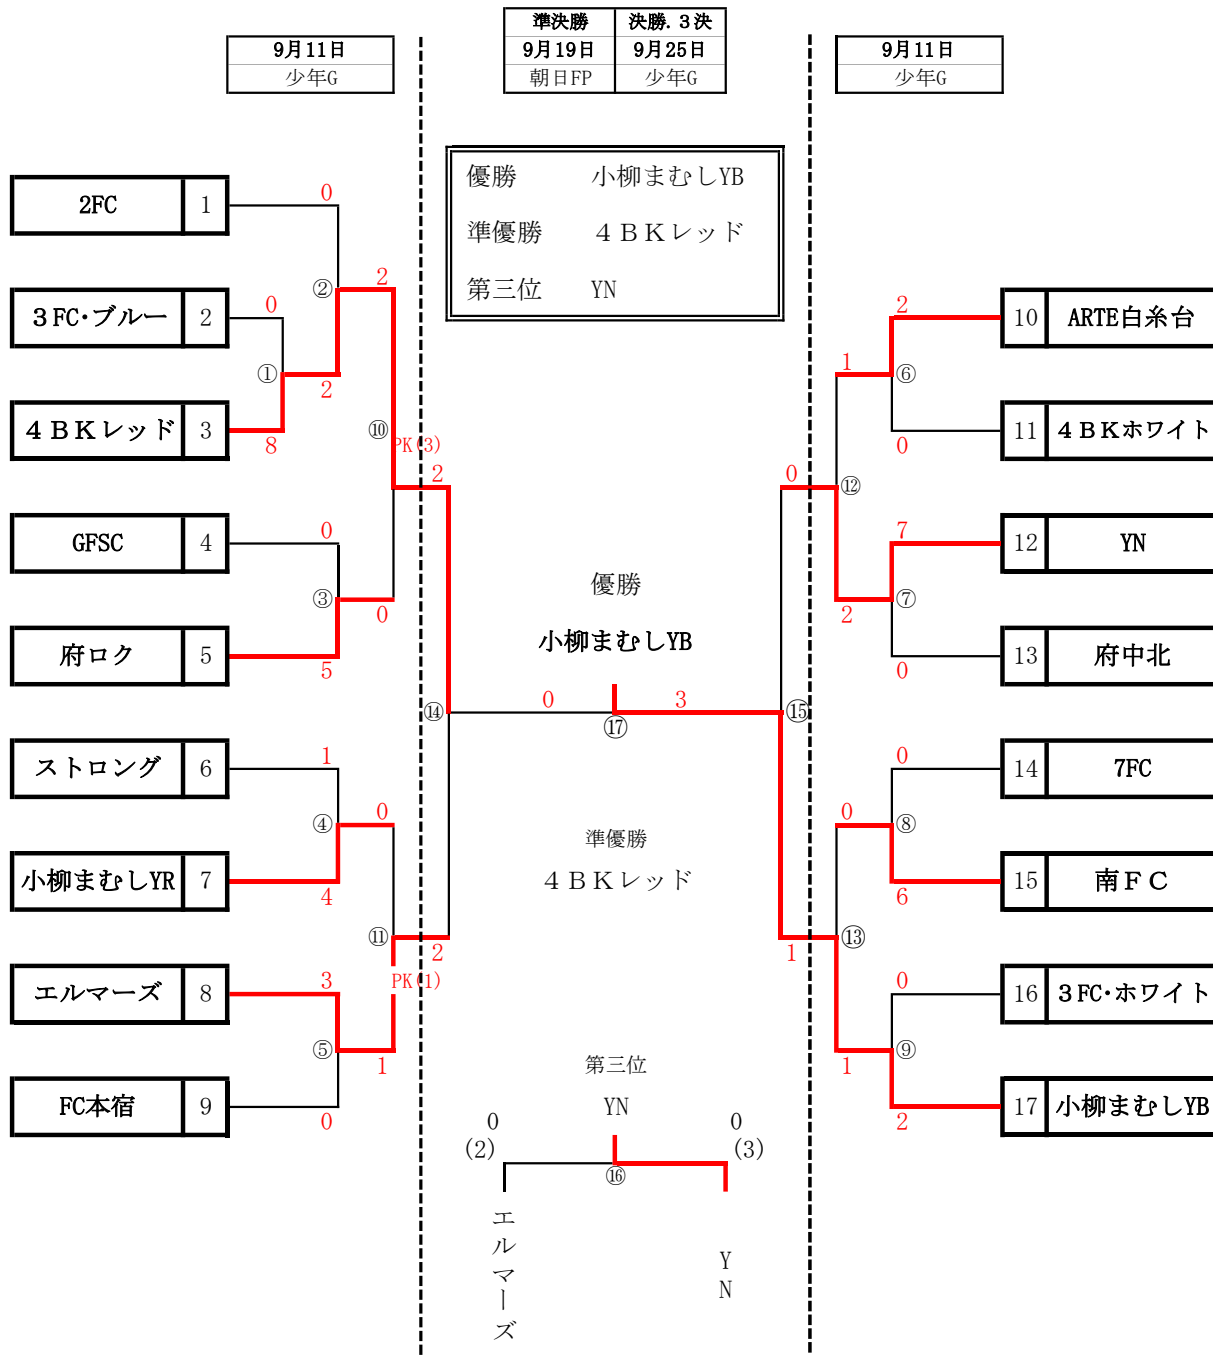 準決勝 決勝.３決
9月11日 9月19日 9月25日 9月11日
少年G 朝日FP 少年G 少年G
優勝 小柳まむしYB
準優勝 ４ＢＫレッド
第三位 YN
2FC 1 0
② 2
３FC･ブルー 2 0
① 2
４ＢＫレッド 3 8
⑩ PK(3)
2
GFSC 4 0
③ 0
府ロク 5 5
⑭
ストロング 6 1
④ 0
小柳まむしYR 7 4
⑪ 2
エルマーズ 8 3 PK(1)
⑤ 1
FC本宿 9 0
優勝
小柳まむしYB
0 3
⑰
準優勝
４ＢＫレッド
第三位
YN
0 0
(2) (3)
⑯
エルマーズ
YN
2 10 ARTE白糸台
1 ⑥
0 11 ４ＢＫホワイト
0 ⑫
7 12 YN
2 ⑦
0 13 府中北
⑮
0 14 7FC
0 ⑧
6 15 南ＦＣ
1 ⑬
0 16 ３FC･ホワイト
1 ⑨
2 17 小柳まむしYB